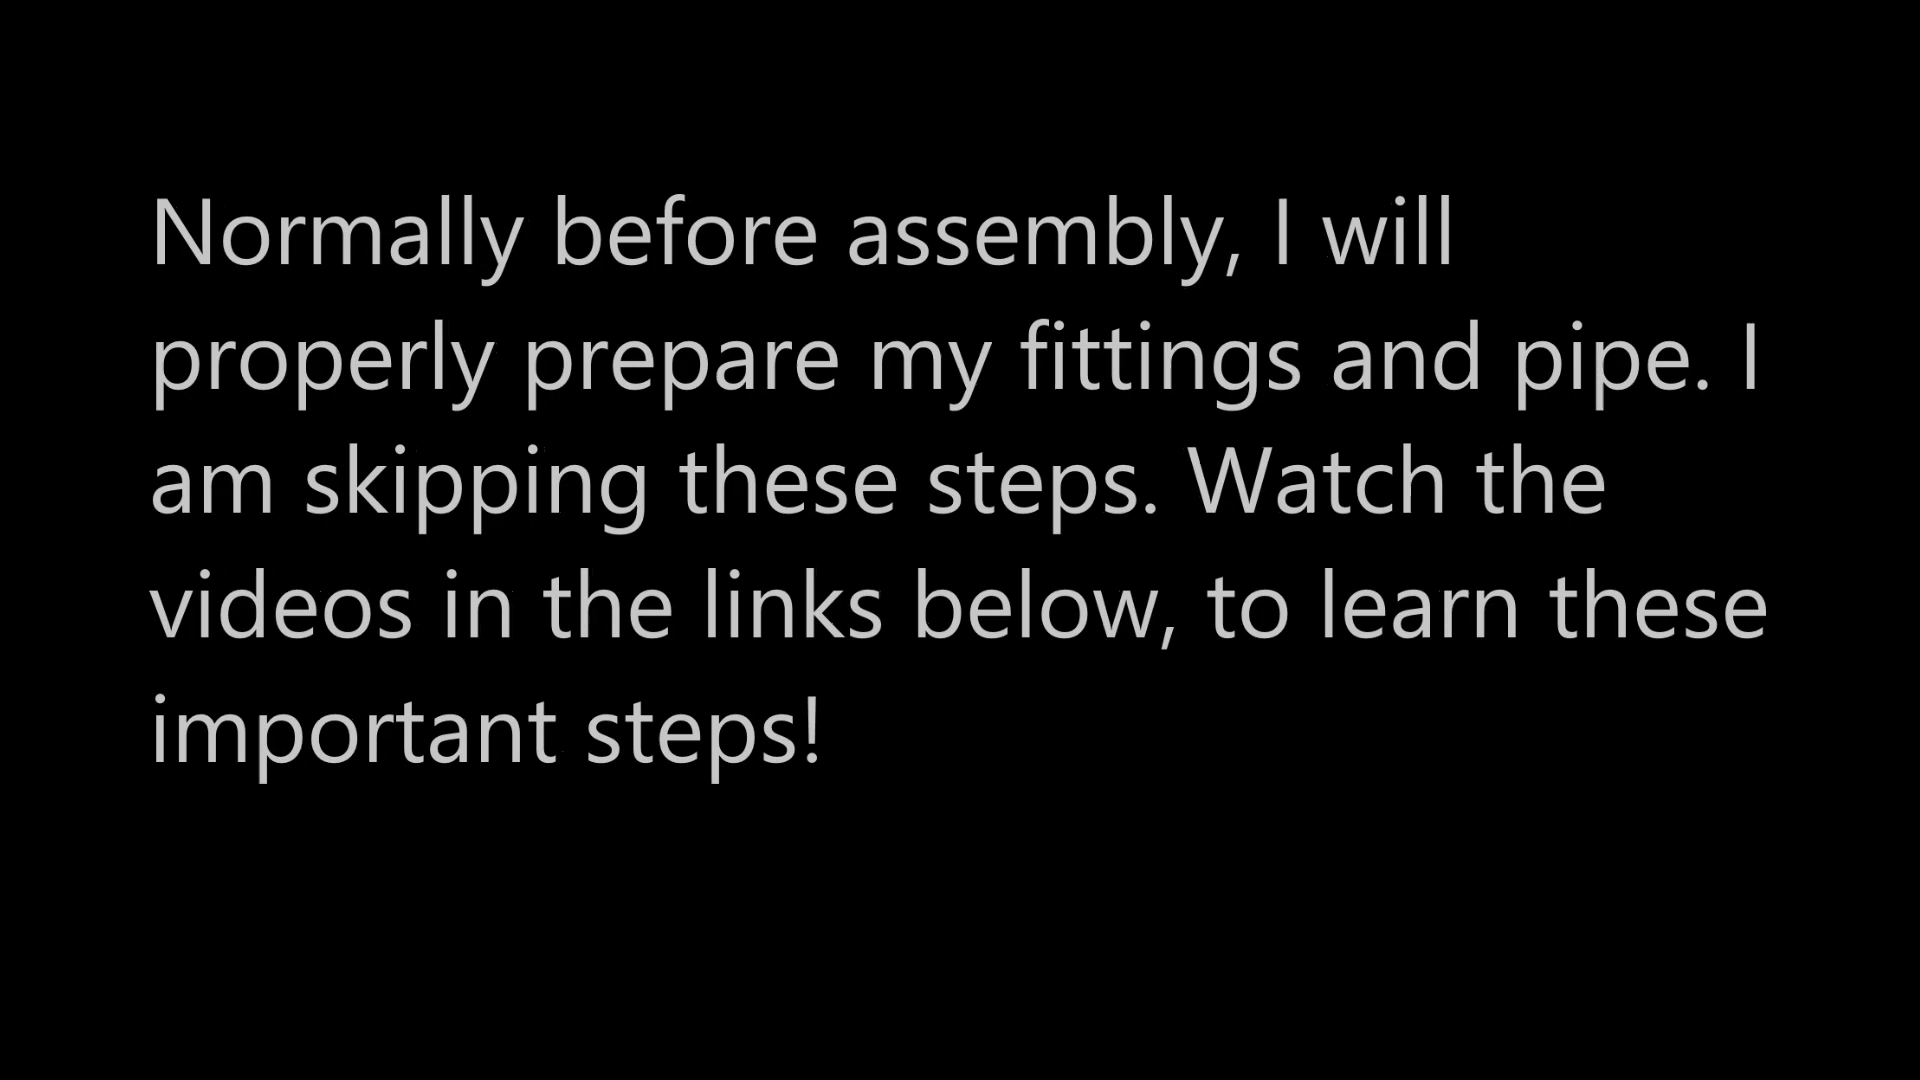 Normally before assembly, I will
properly prepare my fittings and pipe. I
am skipping these steps. Watch the
videos in the links below, to learn these
important steps!